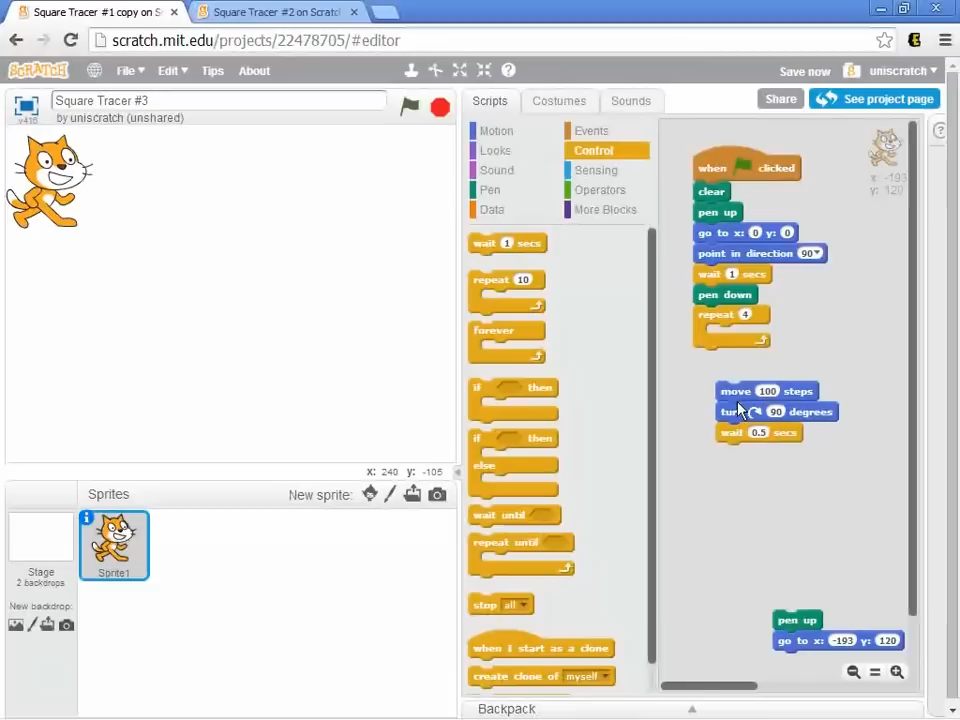 Square Tracer #1 copy on S
Square Tracer #2 on Scratch
scratch.mit.edu/projects/22478705/#editor
SCRATCH
File
Edit
Tips
About
Save now
uniscratch
v416
Square Tracer #3
by uniscratch (unshared)
Scripts
Costumes
Sounds
Share
See project page
Motion
Events
Looks
Control
Sound
Sensing
Pen
Operators
Data
More Blocks
wait 1 secs
repeat 10
forever
if then
if then
else
wait until
repeat until
stop all
when I start as a clone
create clone of myself
when clicked
clear
pen up
go to x: 0 y: 0
point in direction 90
wait 1 secs
pen down
repeat 4
move 100 steps
turn 90 degrees
wait 0.5 secs
pen up
go to x: -193 y: 120
x: -193
y: 120
x: 240 y: -105
Sprites
New sprite:
Sprite1
Stage
2 backdrops
New backdrop:
Backpack